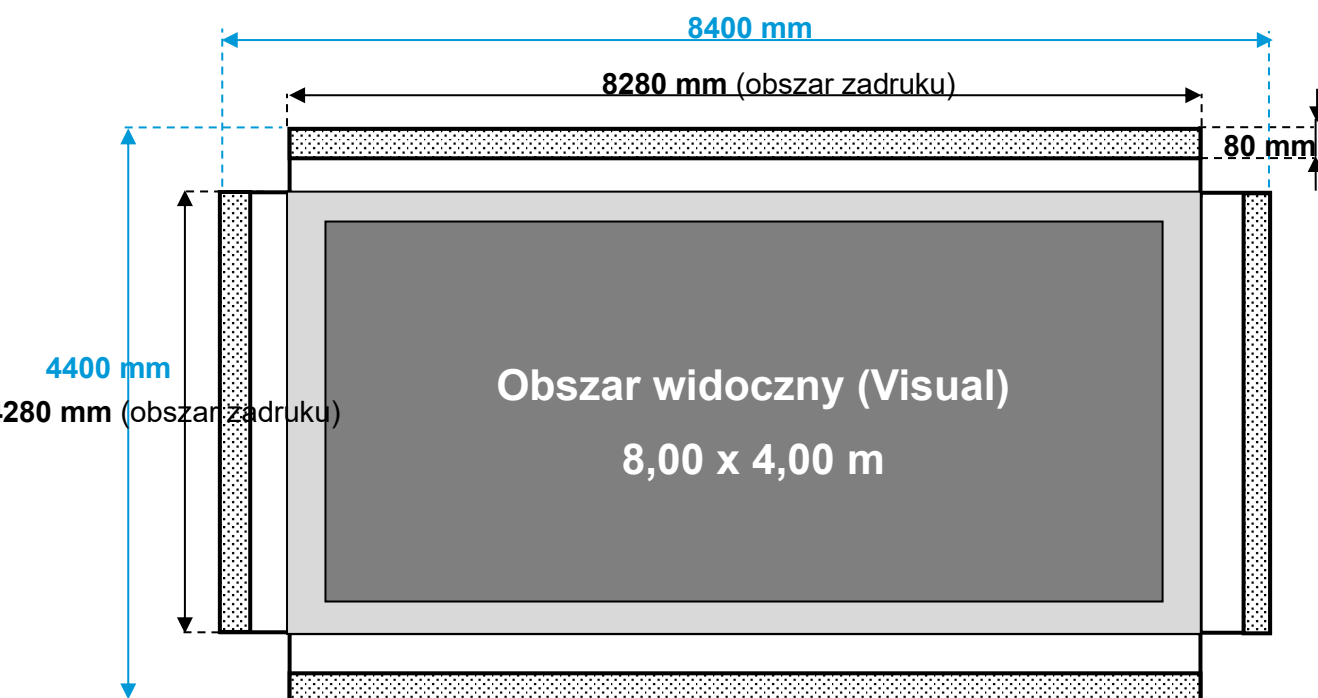 8400 mm
8280 mm (obszar zadruku)
80 mm
4400 mm
280 mm (obszar zadruku)
Obszar widoczny (Visual)
8,00 x 4,00 m